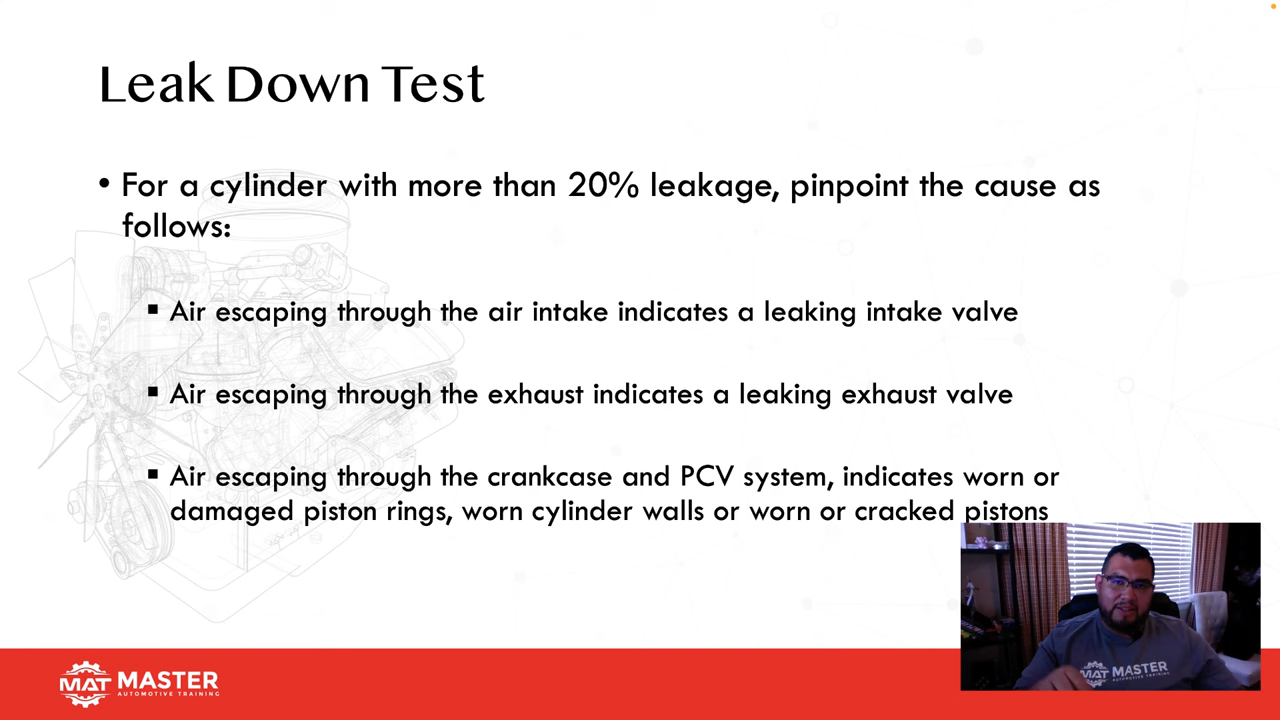 Leak Down Test
• For a cylinder with more than 20% leakage, pinpoint the cause as
follows:
▪ Air escaping through the air intake indicates a leaking intake valve
▪ Air escaping through the exhaust indicates a leaking exhaust valve
▪ Air escaping through the crankcase and PCV system, indicates worn or
damaged piston rings, worn cylinder walls or worn or cracked pistons
MAT MASTER
AUTOMOTIVE TRAINING
MAT MASTER